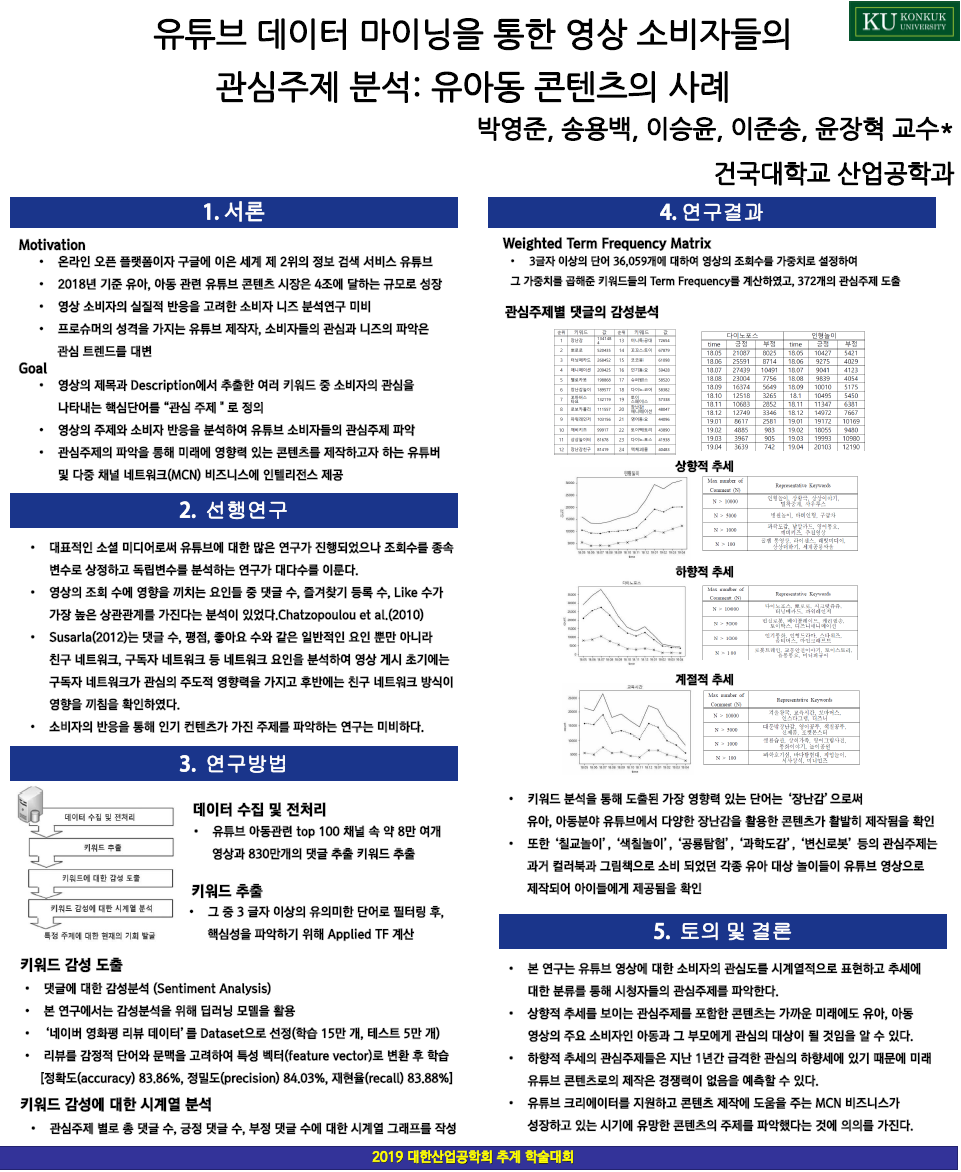 유튜브 데이터 마이닝을 통한 영상 소비자들의
관심주제 분석: 유아동 콘텐츠의 사례
KU KONKUK
UNIVERSITY
박영준, 송용백, 이승윤, 이준송, 윤장혁 교수*
건국대학교 산업공학과
1. 서론
Motivation
• 온라인 오픈 플랫폼이자 구글에 이은 세계 제 2위의 정보 검색 서비스 유튜브
• 2018년 기준 유아, 아동 관련 유튜브 콘텐츠 시장은 4조에 달하는 규모로 성장
• 영상 소비자의 실질적 반응을 고려한 소비자 니즈 분석연구 미비
• 프로슈머의 성격을 가지는 유튜브 제작자, 소비자들의 관심과 니즈의 파악은
관심 트렌드를 대변
Goal
• 영상의 제목과 Description에서 추출한 여러 키워드 중 소비자의 관심을
나타내는 핵심단어를 “관심 주제 ” 로 정의
• 영상의 주제와 소비자 반응을 분석하여 유튜브 소비자들의 관심주제 파악
• 관심주제의 파악을 통해 미래에 영향력 있는 콘텐츠를 제작하고자 하는 유튜버
및 다중 채널 네트워크(MCN) 비즈니스에 인텔리전스 제공
2. 선행연구
• 대표적인 소셜 미디어로써 유튜브에 대한 많은 연구가 진행되었으나 조회수를 종속
변수로 상정하고 독립변수를 분석하는 연구가 대다수를 이룬다.
• 영상의 조회 수에 영향을 끼치는 요인들 중 댓글 수, 즐겨찾기 등록 수, Like 수가
가장 높은 상관관계를 가진다는 분석이 있었다.Chatzopoulou et al.(2010)
• Susarla(2012)는 댓글 수, 평점, 좋아요 수와 같은 일반적인 요인 뿐만 아니라
친구 네트워크, 구독자 네트워크 등 네트워크 요인을 분석하여 영상 게시 초기에는
구독자 네트워크가 관심의 주도적 영향력을 가지고 후반에는 친구 네트워크 방식이
영향을 끼침을 확인하였다.
• 소비자의 반응을 통해 인기 컨텐츠가 가진 주제를 파악하는 연구는 미비하다.
3. 연구방법
데이터 수집 및 전처리
키워드 추출
키워드에 대한 감성 도출
키워드 감성에 대한 시계열 분석
특정 주제에 대한 현재의 기회 발굴
데이터 수집 및 전처리
• 유튜브 아동관련 top 100 채널 속 약 8만 여개
영상과 830만개의 댓글 추출 키워드 추출
키워드 추출
• 그 중 3 글자 이상의 유의미한 단어로 필터링 후,
핵심성을 파악하기 위해 Applied TF 계산
키워드 감성 도출
• 댓글에 대한 감성분석 (Sentiment Analysis)
• 본 연구에서는 감성분석을 위해 딥러닝 모델을 활용
• ‘네이버 영화평 리뷰 데이터’ 를 Dataset으로 선정(학습 15만 개, 테스트 5만 개)
• 리뷰를 감정적 단어와 문맥을 고려하여 특성 벡터(feature vector)로 변환 후 학습
[정확도(accuracy) 83.86%, 정밀도(precision) 84.03%, 재현율(recall) 83.88%]
키워드 감성에 대한 시계열 분석
• 관심주제 별로 총 댓글 수, 긍정 댓글 수, 부정 댓글 수에 대한 시계열 그래프를 작성
4. 연구결과
Weighted Term Frequency Matrix
• 3글자 이상의 단어 36,059개에 대하여 영상의 조회수를 가중치로 설정하여
그 가중치를 곱해준 키워드들의 Term Frequency를 계산하였고, 372개의 관심주제 도출
관심주제별 댓글의 감성분석
다이노포스 인형놀이
time 긍정 부정 time 긍정 부정
18.05 21087 8025 18.05 10427 5421
18.06 25591 8714 18.06 9275 4029
18.07 27439 10491 18.07 9041 4123
18.08 23004 7756 18.08 9839 4054
18.09 16374 5649 18.09 10010 5175
18.10 12518 3265 18.1 10495 5450
18.11 10683 2852 18.11 11347 6381
18.12 12749 3346 18.12 14972 7667
19.01 8617 2581 19.01 19172 10169
19.02 4885 983 19.02 18055 9480
19.03 3967 905 19.03 19993 10980
19.04 3639 742 19.04 20103 12190
상향적 추세
인형놀이
Max number of
Comment (N) Representative Keywords
N > 10000
N > 5000
N > 1000
N > 100
하향적 추세
다이노포스
Max number of
Comment (N) Representative Keywords
N > 10000
N > 5000
N > 1000
N > 100
계절적 추세
교육시간
Max number of
Comment (N) Representative Keywords
N > 10000
N > 5000
N > 1000
N > 100
• 키워드 분석을 통해 도출된 가장 영향력 있는 단어는 ‘장난감’ 으로써
유아, 아동분야 유튜브에서 다양한 장난감을 활용한 콘텐츠가 활발히 제작됨을 확인
• 또한 ‘칠교놀이’, ‘색칠놀이’, ‘공룡탐험’, ‘과학도감’, ‘변신로봇’ 등의 관심주제는
과거 컬러북과 그림책으로 소비 되었던 각종 유아 대상 놀이들이 유튜브 영상으로
제작되어 아이들에게 제공됨을 확인
5. 토의 및 결론
• 본 연구는 유튜브 영상에 대한 소비자의 관심도를 시계열적으로 표현하고 추세에
대한 분류를 통해 시청자들의 관심주제를 파악한다.
• 상향적 추세를 보이는 관심주제를 포함한 콘텐츠는 가까운 미래에도 유아, 아동
영상의 주요 소비자인 아동과 그 부모에게 관심의 대상이 될 것임을 알 수 있다.
• 하향적 추세의 관심주제들은 지난 1년간 급격한 관심의 하향세에 있기 때문에 미래
유튜브 콘텐츠로의 제작은 경쟁력이 없음을 예측할 수 있다.
• 유튜브 크리에이터를 지원하고 콘텐츠 제작에 도움을 주는 MCN 비즈니스가
성장하고 있는 시기에 유망한 콘텐츠의 주제를 파악했다는 것에 의의를 가진다.
2019 대한산업공학회 추계 학술대회